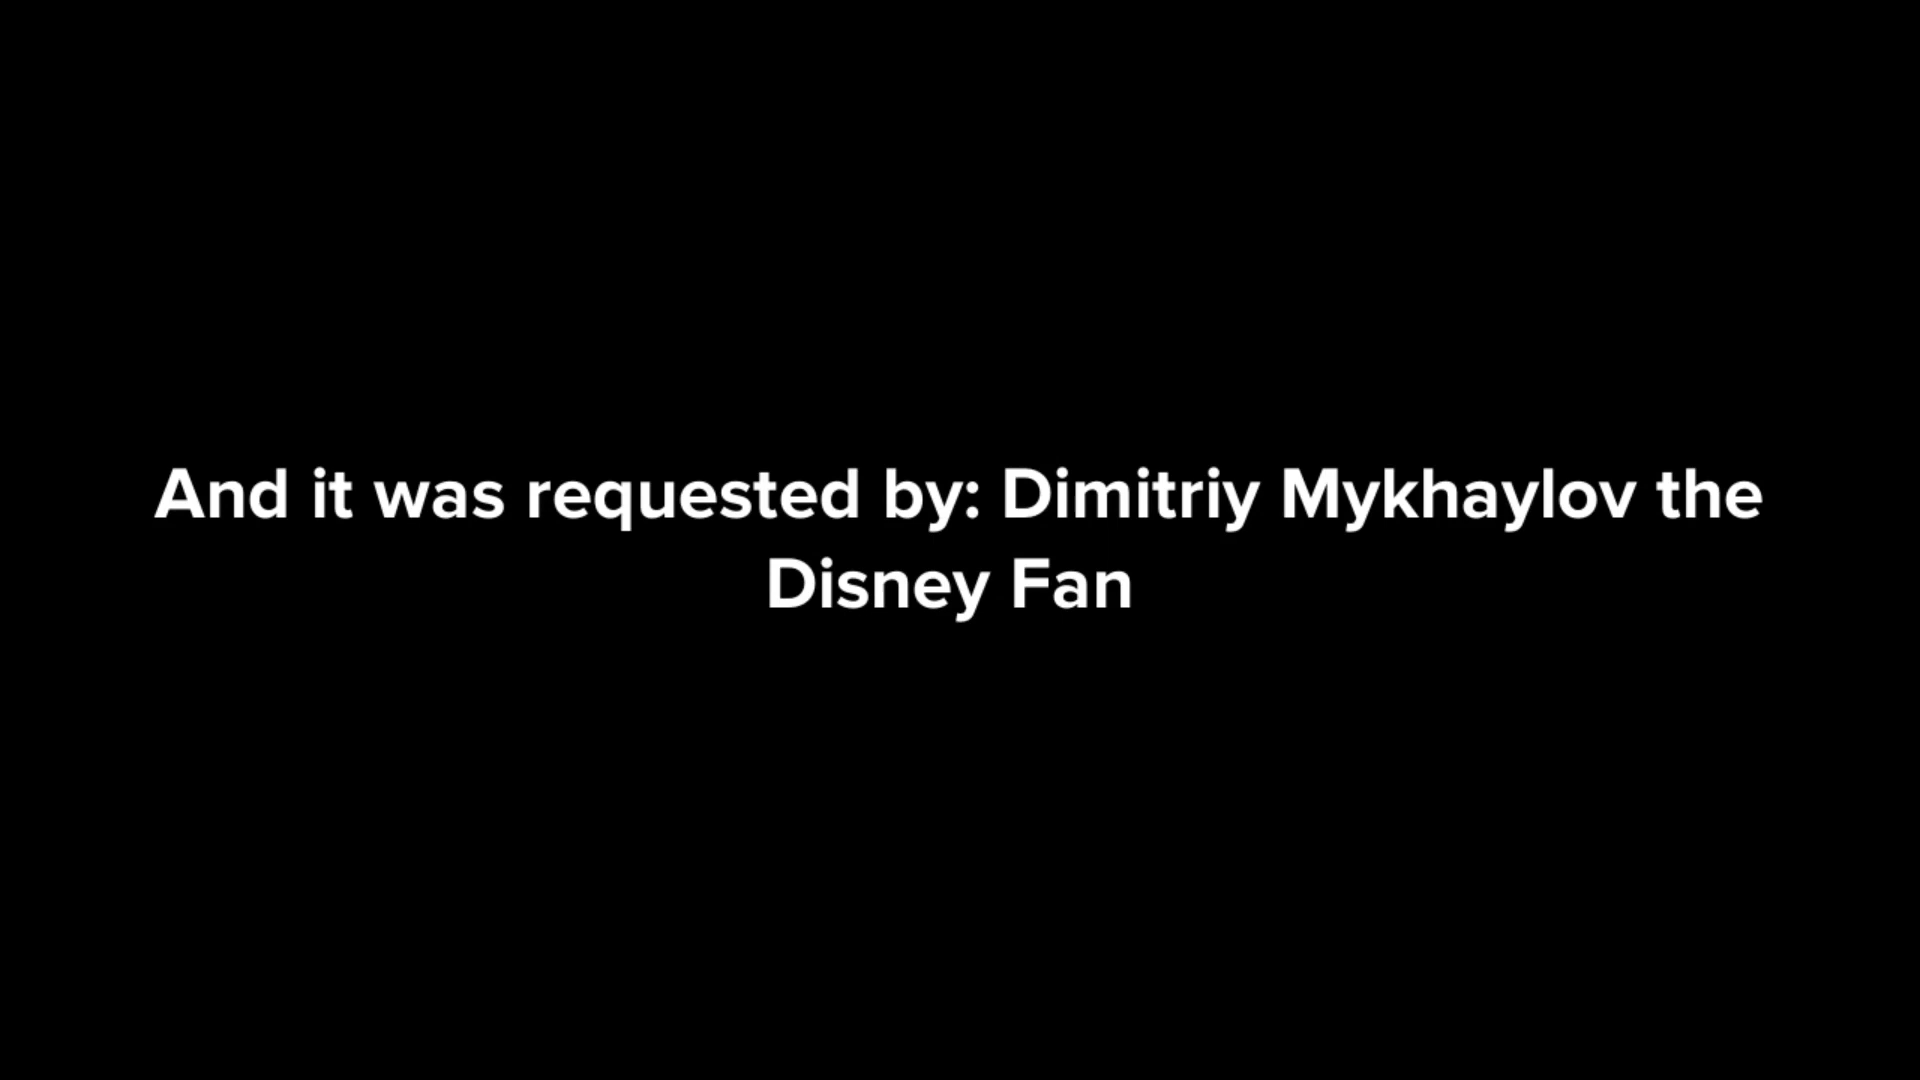 And it was requested by: Dimitriy Mykhaylov the
Disney Fan